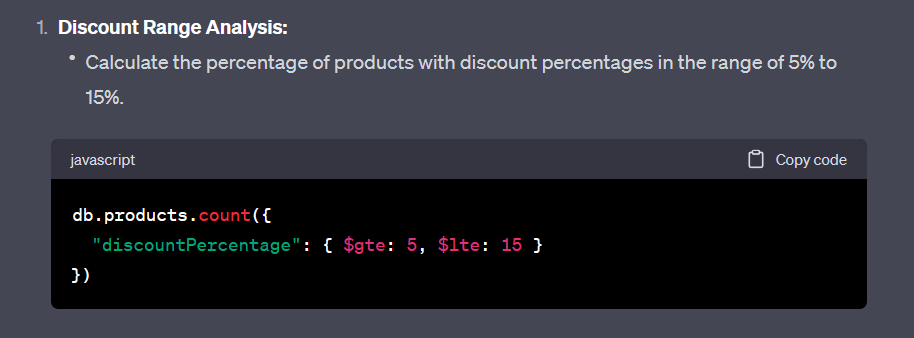 1. Discount Range Analysis:
• Calculate the percentage of products with discount percentages in the range of 5% to
15%.
javascript Copy code
db.products.count({
  "discountPercentage": { $gte: 5, $lte: 15 }
})